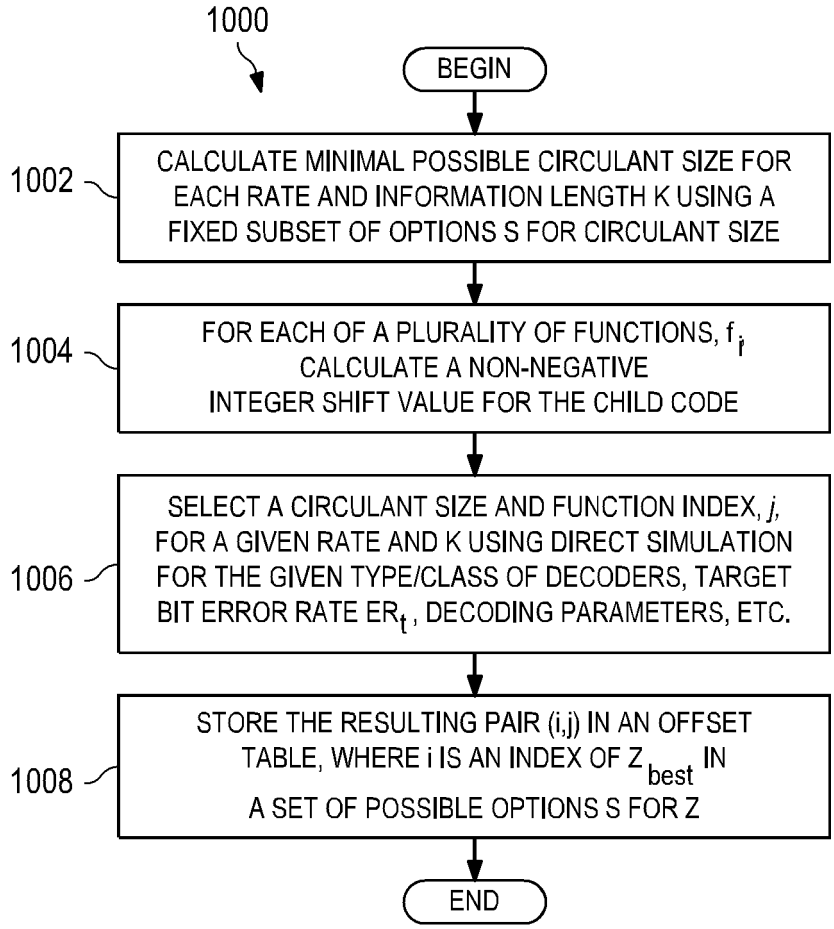 1000
BEGIN
1002
CALCULATE MINIMAL POSSIBLE CIRCULANT SIZE FOR
EACH RATE AND INFORMATION LENGTH K USING A
FIXED SUBSET OF OPTIONS S FOR CIRCULANT SIZE
1004
FOR EACH OF A PLURALITY OF FUNCTIONS, fi,
CALCULATE A NON-NEGATIVE
INTEGER SHIFT VALUE FOR THE CHILD CODE
1006
SELECT A CIRCULANT SIZE AND FUNCTION INDEX, j,
FOR A GIVEN RATE AND K USING DIRECT SIMULATION
FOR THE GIVEN TYPE/CLASS OF DECODERS, TARGET
BIT ERROR RATE ERt, DECODING PARAMETERS, ETC.
1008
STORE THE RESULTING PAIR (i,j) IN AN OFFSET
TABLE, WHERE i IS AN INDEX OF Zbest IN
A SET OF POSSIBLE OPTIONS S FOR Z
END